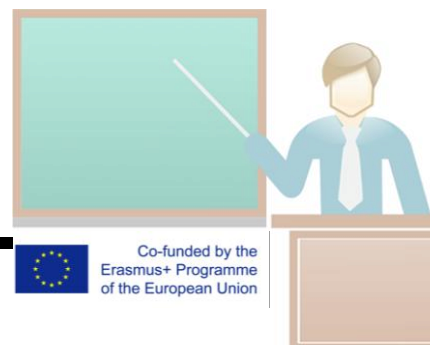 Co-funded by the
Erasmus+ Programme
of the European Union